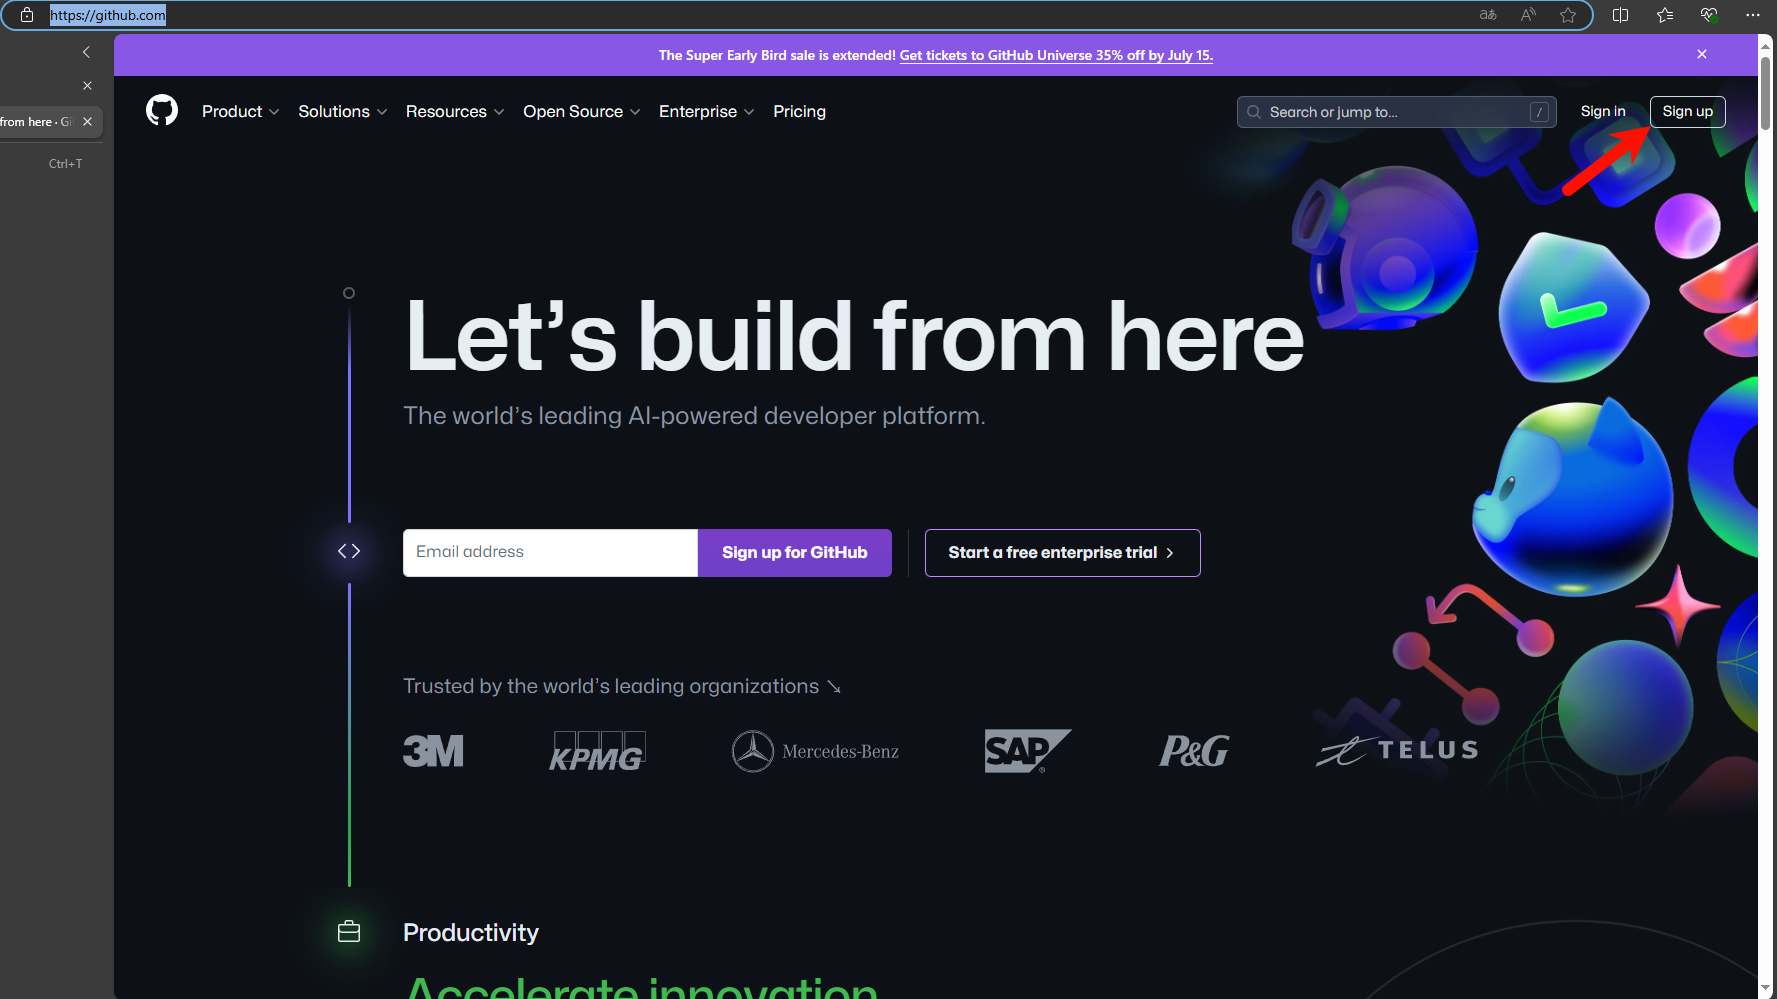 https://github.com
aあ
A
The Super Early Bird sale is extended! Get tickets to GitHub Universe 35% off by July 15.
from here · Gi
Ctrl+T
Product
Solutions
Resources
Open Source
Enterprise
Pricing
Search or jump to...
/
Sign in
Sign up
Let’s build from here
The world’s leading AI-powered developer platform.
Email address
Sign up for GitHub
Start a free enterprise trial
Trusted by the world’s leading organizations
3M
KPMG
Mercedes-Benz
SAP
P&G
TELUS
Productivity
Accelerate innovation